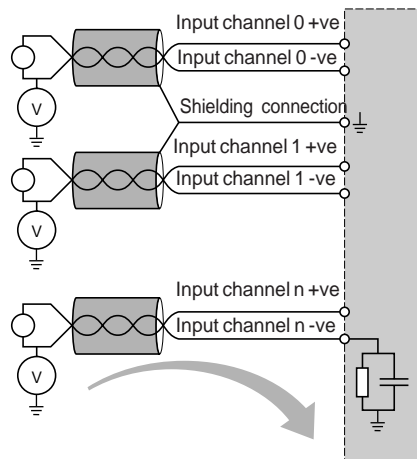 Input channel 0 +ve
Input channel 0 -ve
V
Shielding connection
Input channel 1 +ve
Input channel 1 -ve
V
Input channel n +ve
Input channel n -ve
V